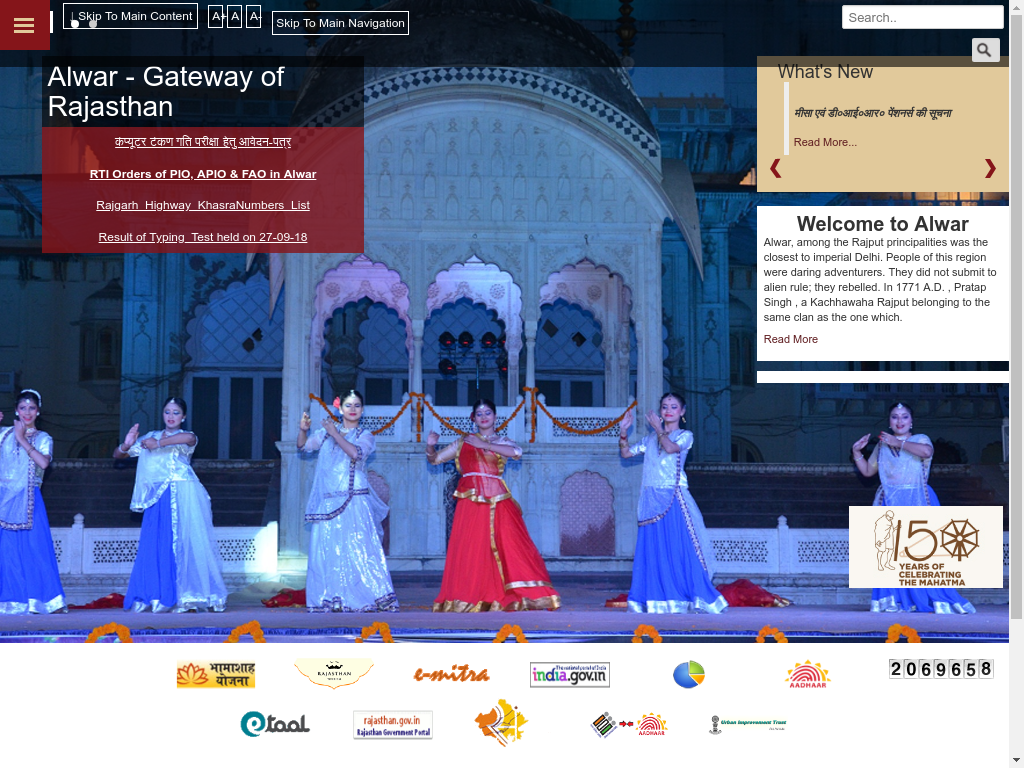 | Skip To Main Content
A+
A
A-
Skip To Main Navigation
Search..
Alwar - Gateway of
Rajasthan
कंप्यूटर टंकण गति परीक्षा हेतु आवेदन-पत्र
RTI Orders of PIO, APIO & FAO in Alwar
Rajgarh_Highway_KhasraNumbers_List
Result of Typing_Test held on 27-09-18
What's New
मीसा एवं डी०आई०आर० पेंशनर्स की सूचना
Read More...
Welcome to Alwar
Alwar, among the Rajput principalities was the
closest to imperial Delhi. People of this region
were daring adventurers. They did not submit to
alien rule; they rebelled. In 1771 A.D. , Pratap
Singh , a Kachhawaha Rajput belonging to the
same clan as the one which.
Read More
150
YEARS OF
CELEBRATING
THE MAHATMA
भामाशाह
योजना
RAJASTHAN
e-mitra
The national portal of India
india.gov.in
AADHAAR
2069658
etaal
rajasthan.gov.in
Rajasthan Government Portal
AADHAAR
Urban Improvement Trust